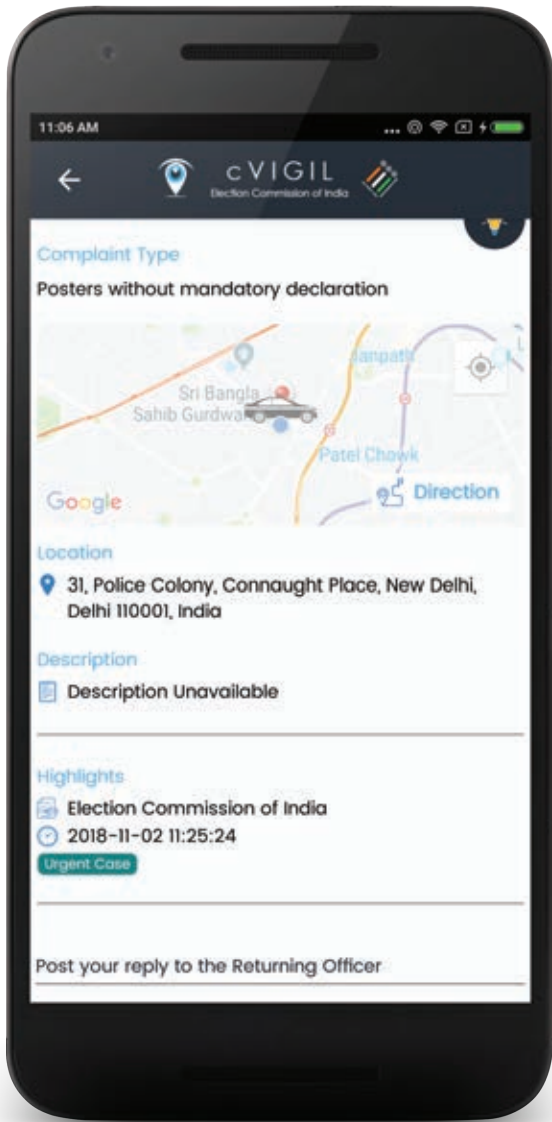 11:06 AM
...
cVIGIL
Election Commission of India
Complaint Type
Posters without mandatory declaration
Janpath
Sri Bangla
Sahib Gurdwar
Patel Chowk
Google
Direction
Location
31, Police Colony, Connaught Place, New Delhi,
Delhi 110001, India
Description
Description Unavailable
Highlights
Election Commission of India
2018-11-02 11:25:24
Urgent Case
Post your reply to the Returning Officer